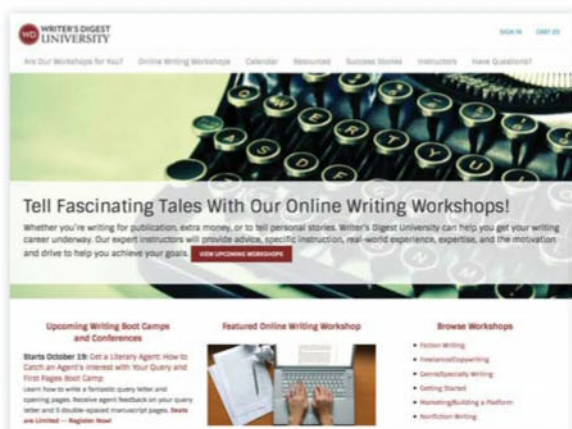 WD WRITER'S DIGEST
UNIVERSITY
SIGN IN CART (0)
Are Our Workshops for You? Online Writing Workshops Calendar Resources Success Stories Instructors Have Questions?
Q W E R T Y U
A S D F
Tell Fascinating Tales With Our Online Writing Workshops!
Whether you're writing for publication, extra money, or to tell personal stories, Writer's Digest University can help you get your writing
career underway. Our expert instructors will provide advice, specific instruction, real-world experience, expertise, and the motivation
and drive to help you achieve your goals. VIEW UPCOMING WORKSHOPS
Upcoming Writing Boot Camps
and Conferences
Starts October 19: Get a Literary Agent: How to
Catch an Agent's Interest with Your Query and
First Pages Boot Camp
Learn how to write a fantastic query letter and
opening pages. Receive agent feedback on your query
letter and 5 double-spaced manuscript pages. Seats
are Limited — Register Now!
Featured Online Writing Workshop
Browse Workshops
Fiction Writing
Freelance/Copywriting
Genre/Specialty Writing
Getting Started
Marketing/Building a Platform
Nonfiction Writing